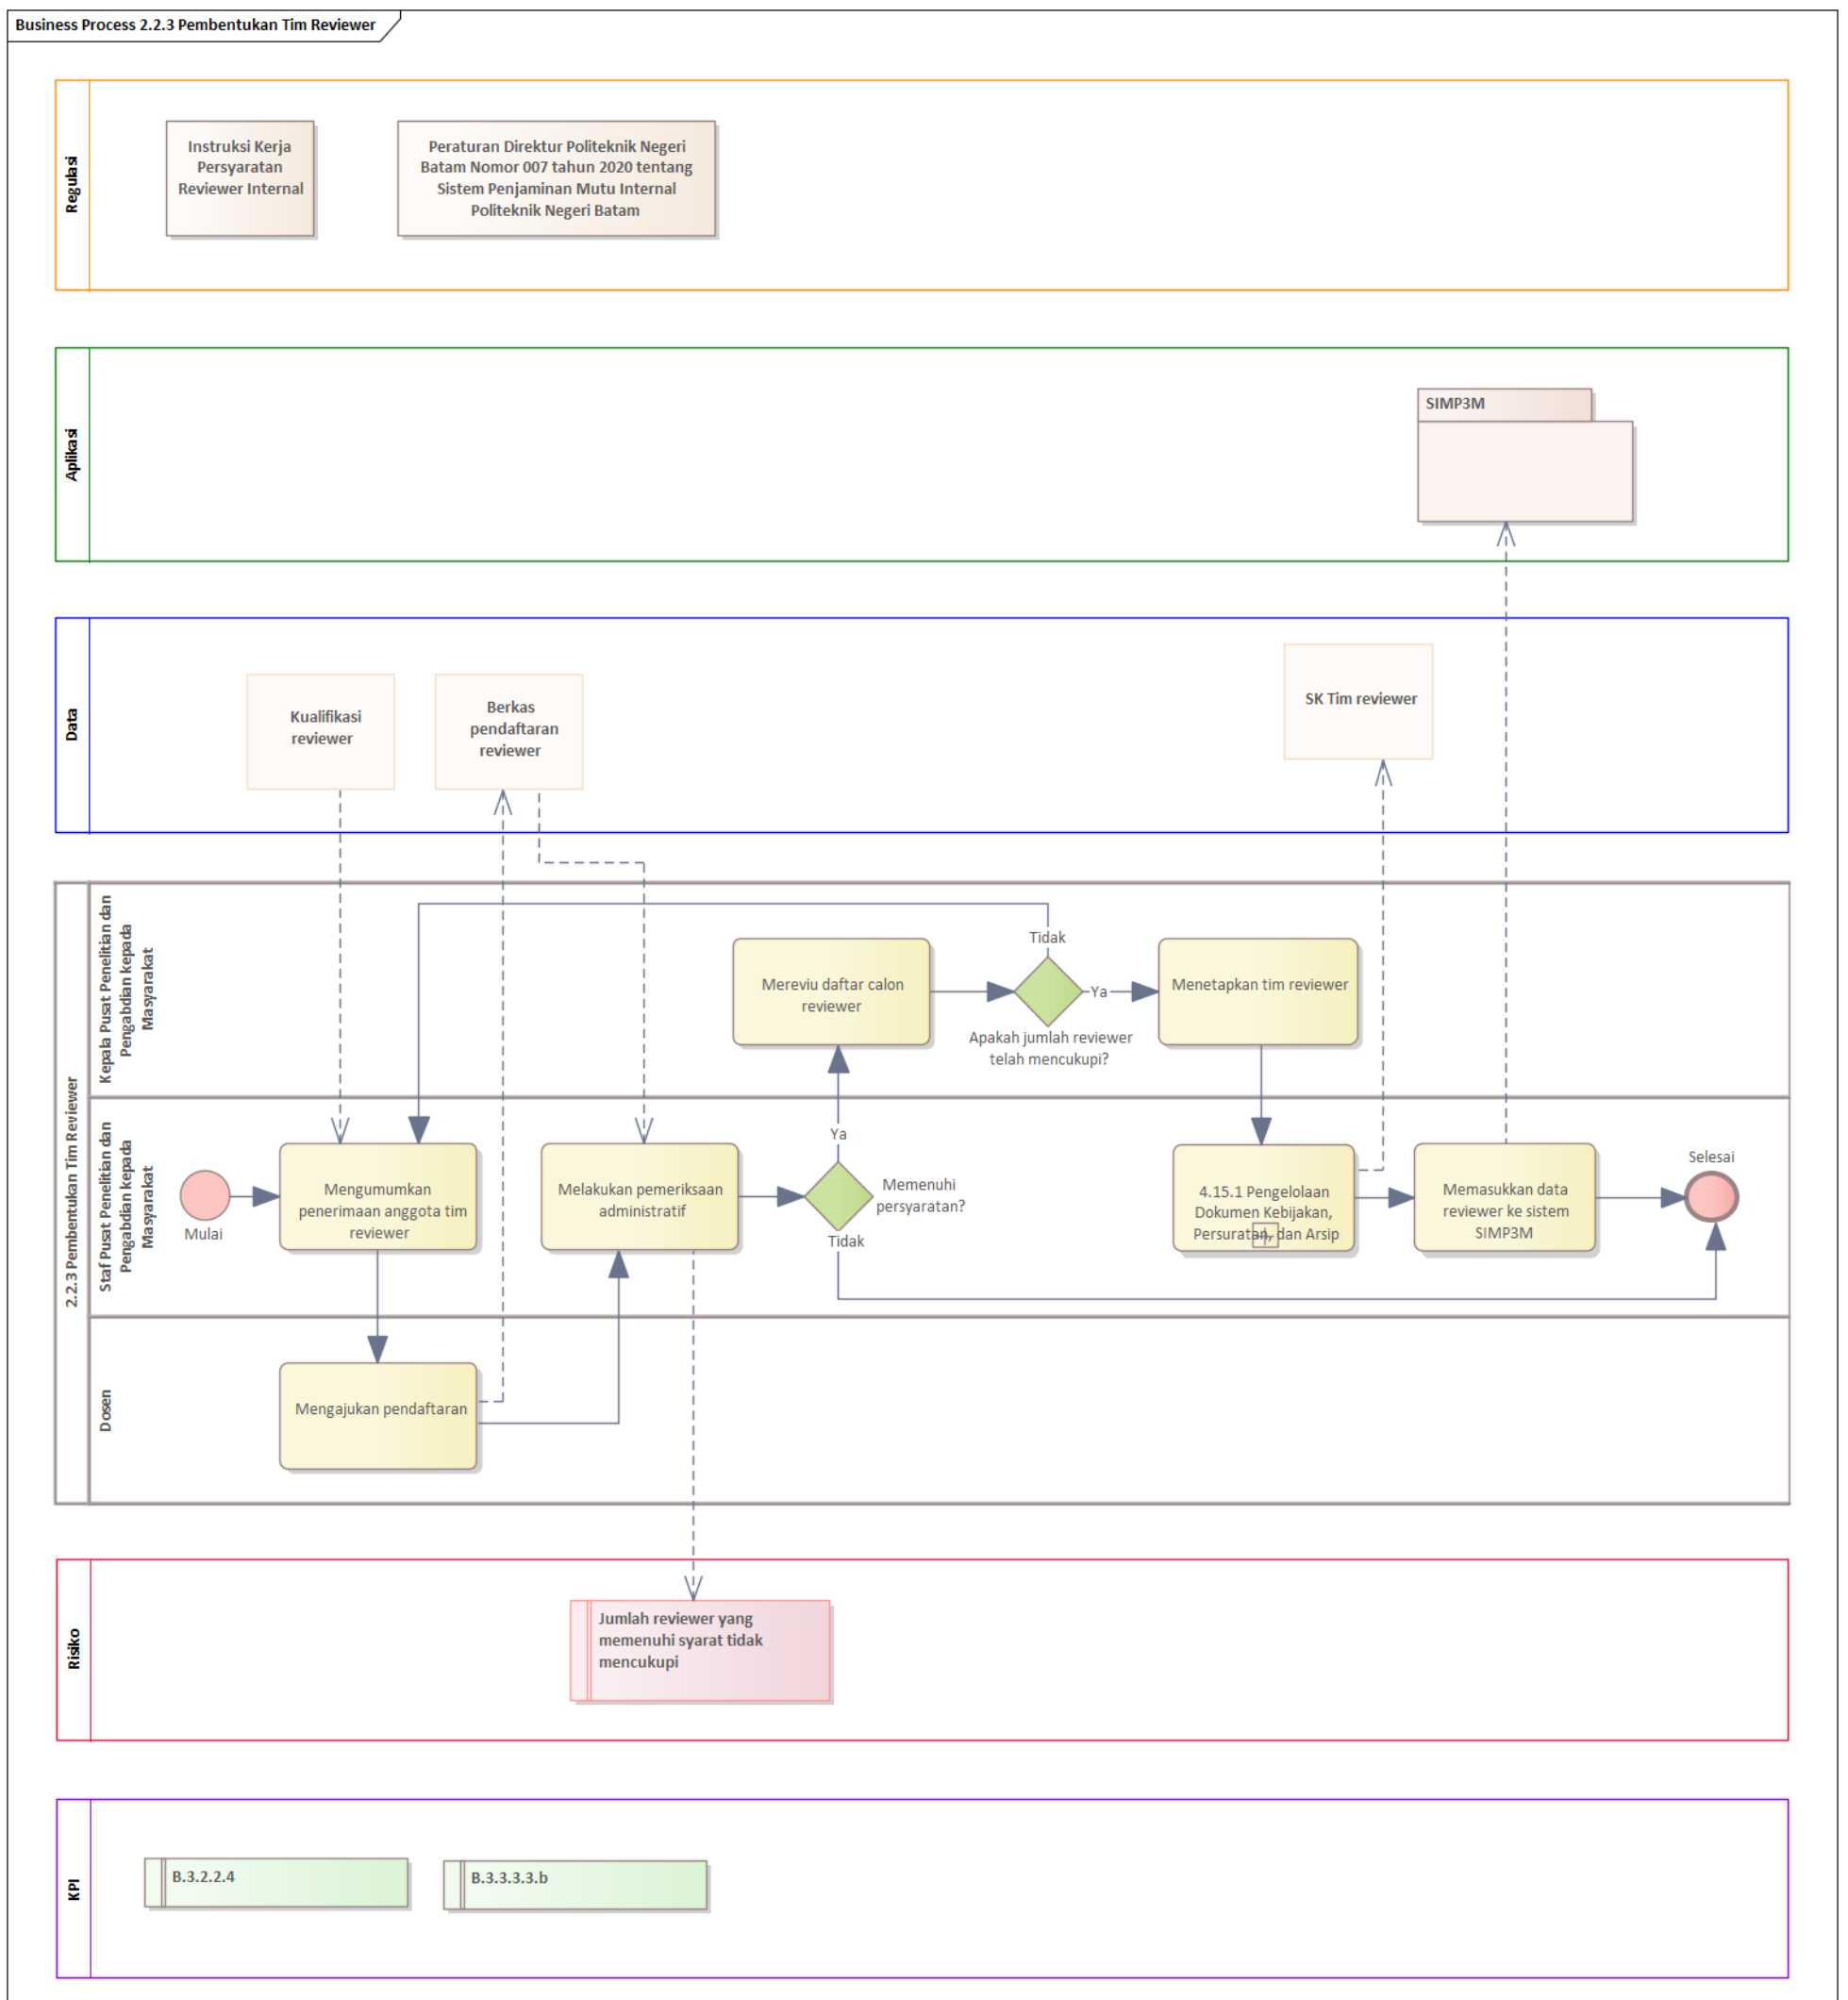 Business Process 2.2.3 Pembentukan Tim Reviewer
Regulasi
Instruksi Kerja
Persyaratan
Reviewer Internal
Peraturan Direktur Politeknik Negeri
Batam Nomor 007 tahun 2020 tentang
Sistem Penjaminan Mutu Internal
Politeknik Negeri Batam
Aplikasi
SIMP3M
Data
Kualifikasi
reviewer
Berkas
pendaftaran
reviewer
SK Tim reviewer
2.2.3 Pembentukan Tim Reviewer
Kepala Pusat Penelitian dan
Pengabadian kepada
Masyarakat
Mereviu daftar calon
reviewer
Tidak
Ya
Apakah jumlah reviewer
telah mencukupi?
Menetapkan tim reviewer
Staf Pusat Penelitian dan
Pengabdian kepada
Masyarakat
Mulai
Mengumumkan
penerimaan anggota tim
reviewer
Melakukan pemeriksaan
administratif
Ya
Memenuhi
persyaratan?
Tidak
4.15.1 Pengelolaan
Dokumen Kebijakan,
Persuratan, dan Arsip
Memasukkan data
reviewer ke sistem
SIMP3M
Selesai
Dosen
Mengajukan pendaftaran
Risiko
Jumlah reviewer yang
memenuhi syarat tidak
mencukupi
KPI
B.3.2.2.4
B.3.3.3.3.b